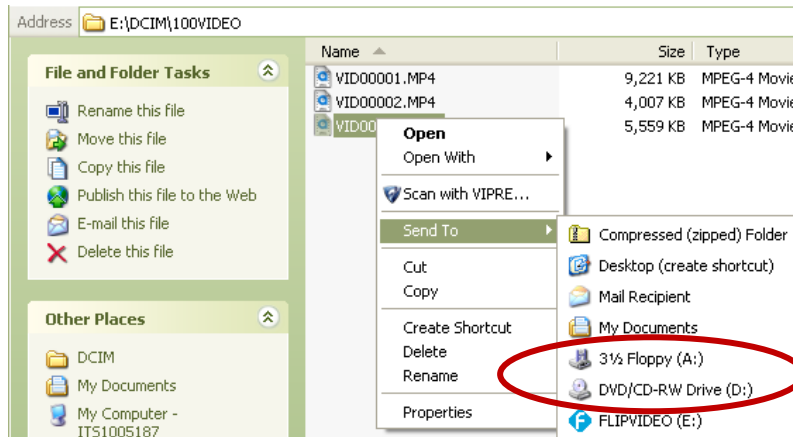 Address E:\DCIM\100VIDEO
File and Folder Tasks
Rename this file
Move this file
Copy this file
Publish this file to the Web
E-mail this file
Delete this file
Other Places
DCIM
My Documents
My Computer -
ITS1005187
Name Size Type
VID00001.MP4 9,221 KB MPEG-4 Movie
VID00002.MP4 4,007 KB MPEG-4 Movie
VID00 5,559 KB MPEG-4 Movie
Open
Open With
Scan with VIPRE...
Send To
Cut
Copy
Create Shortcut
Delete
Rename
Properties
Compressed (zipped) Folder
Desktop (create shortcut)
Mail Recipient
My Documents
3½ Floppy (A:)
DVD/CD-RW Drive (D:)
FLIPVIDEO (E:)